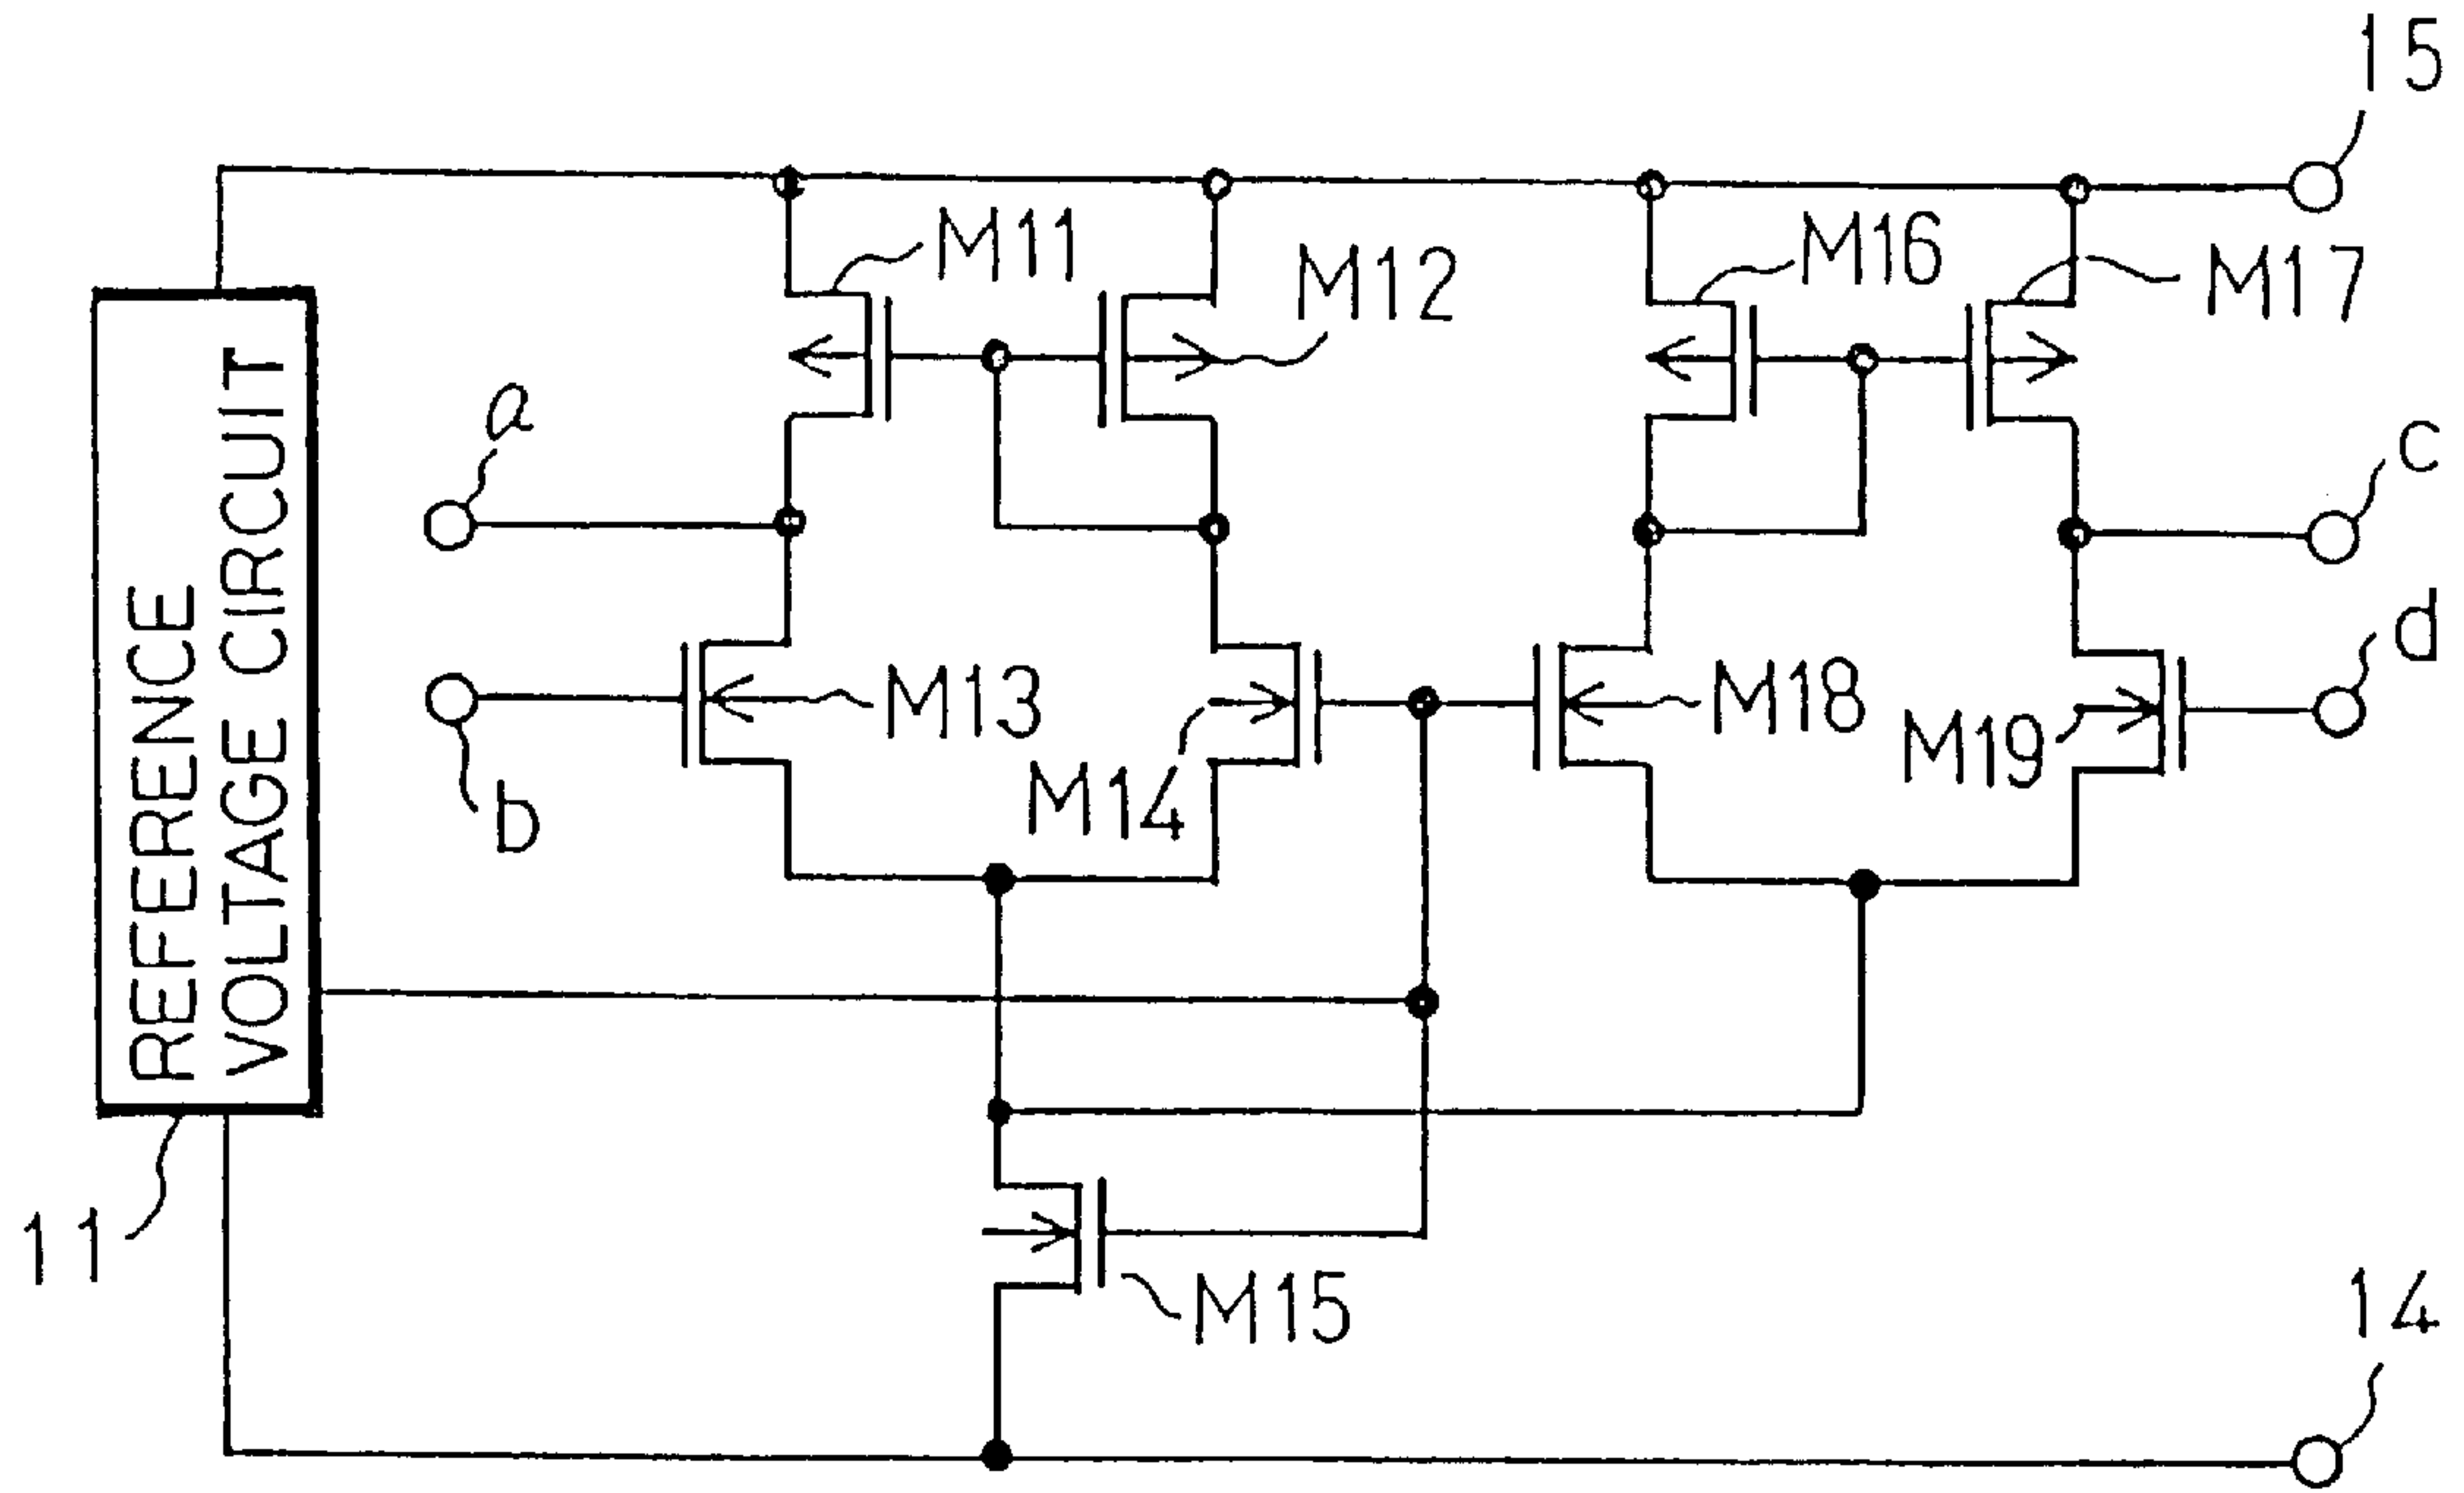 15
M11
M12
M16
M17
a
c
REFERENCE
VOLTAGE CIRCUIT
d
b
M13
M14
M18
M19
11
M15
14